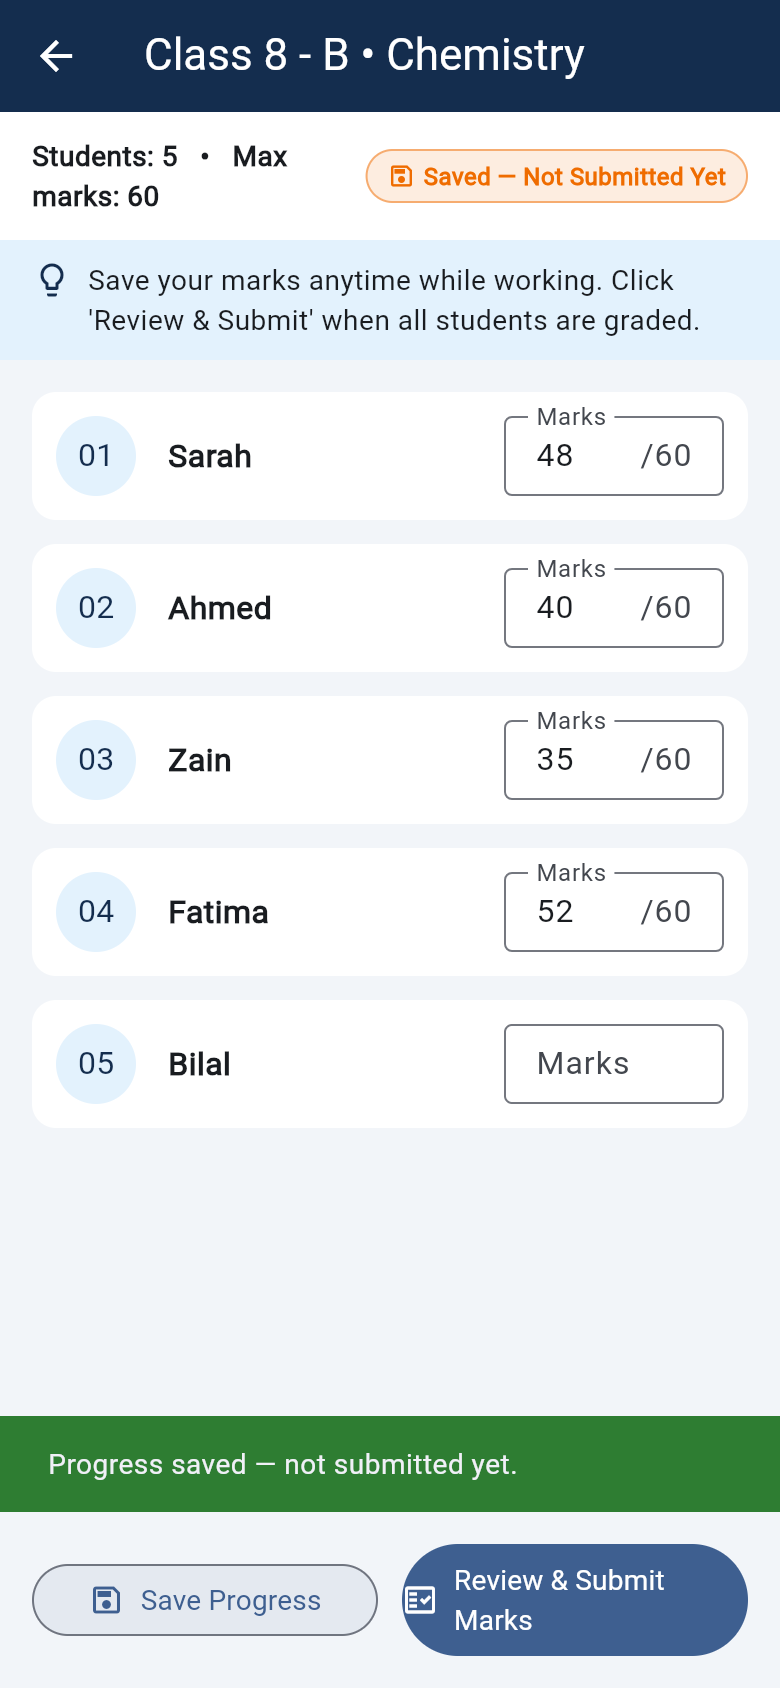 Class 8 - B • Chemistry
Students: 5 • Max
marks: 60
Saved — Not Submitted Yet
Save your marks anytime while working. Click
'Review & Submit' when all students are graded.
01 Sarah Marks 48 /60
02 Ahmed Marks 40 /60
03 Zain Marks 35 /60
04 Fatima Marks 52 /60
05 Bilal Marks
Progress saved — not submitted yet.
Save Progress
Review & Submit
Marks